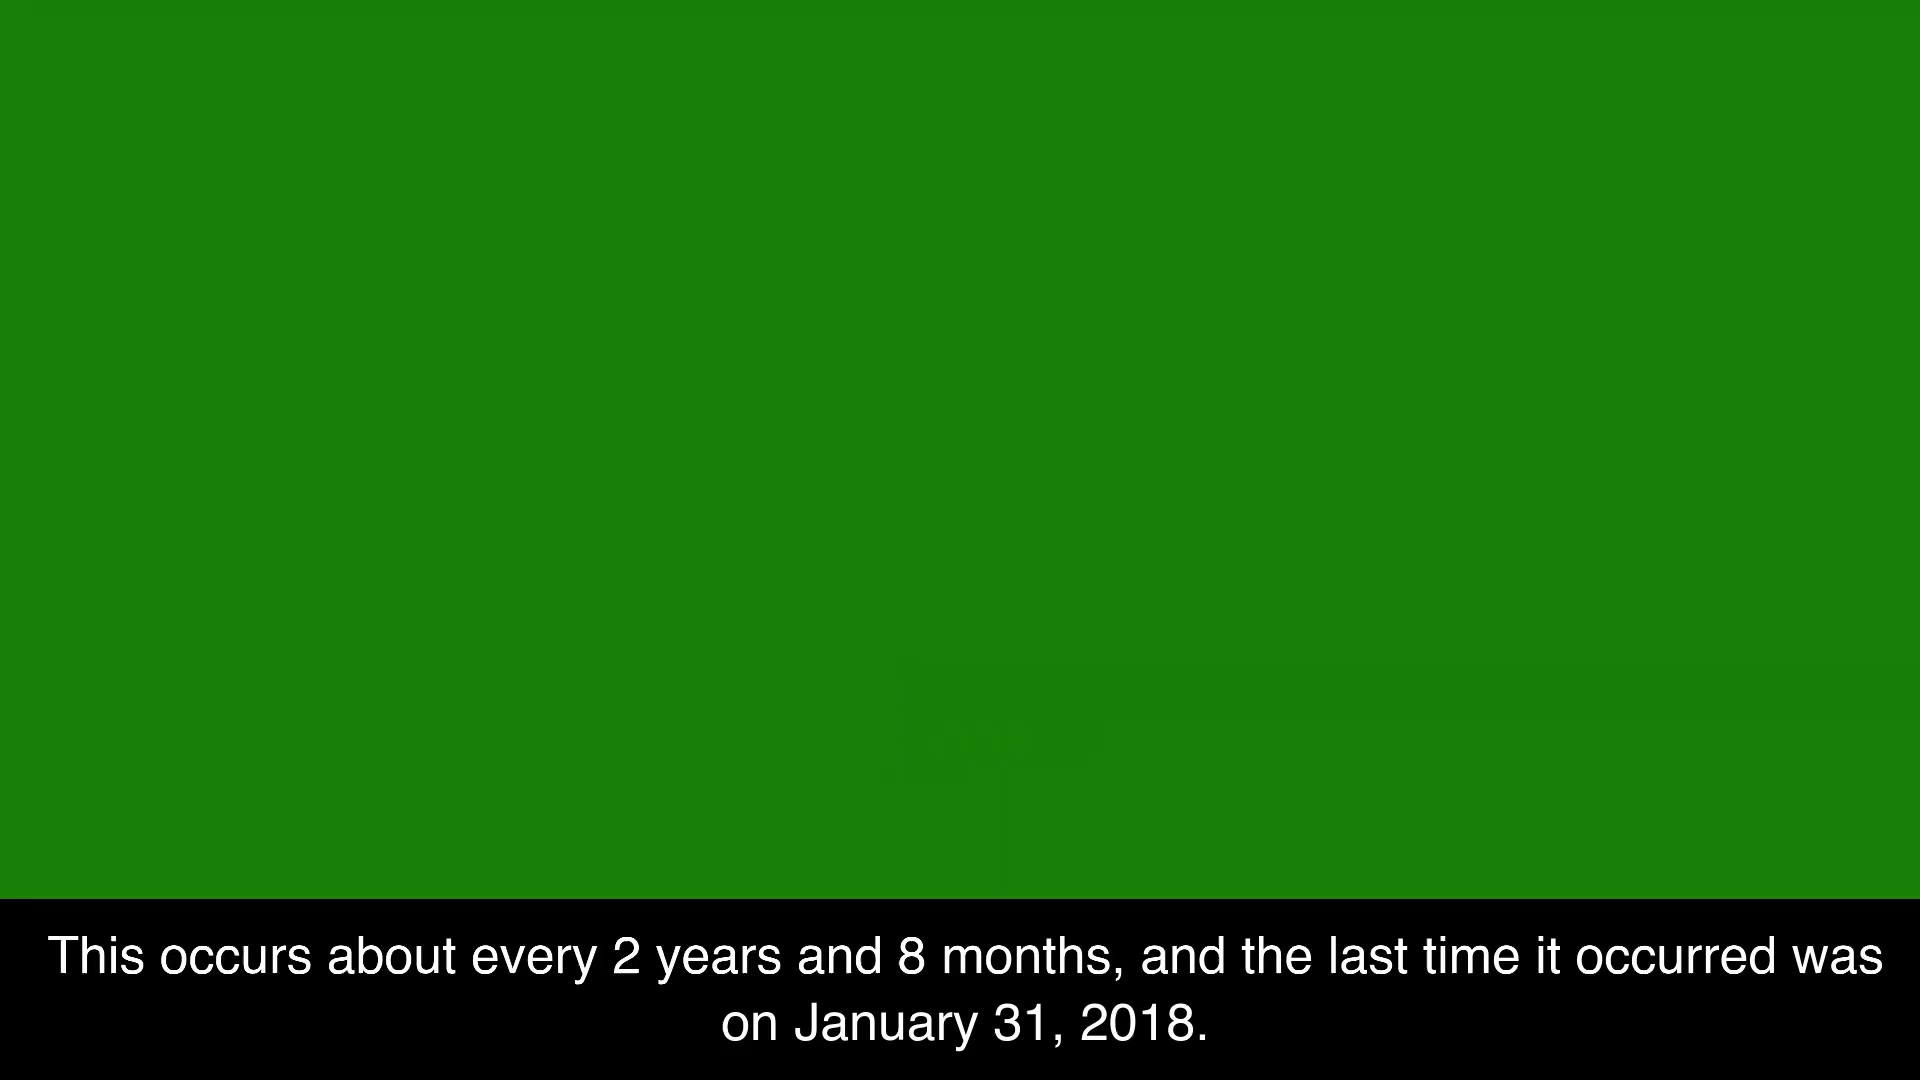 This occurs about every 2 years and 8 months, and the last time it occurred was
on January 31, 2018.